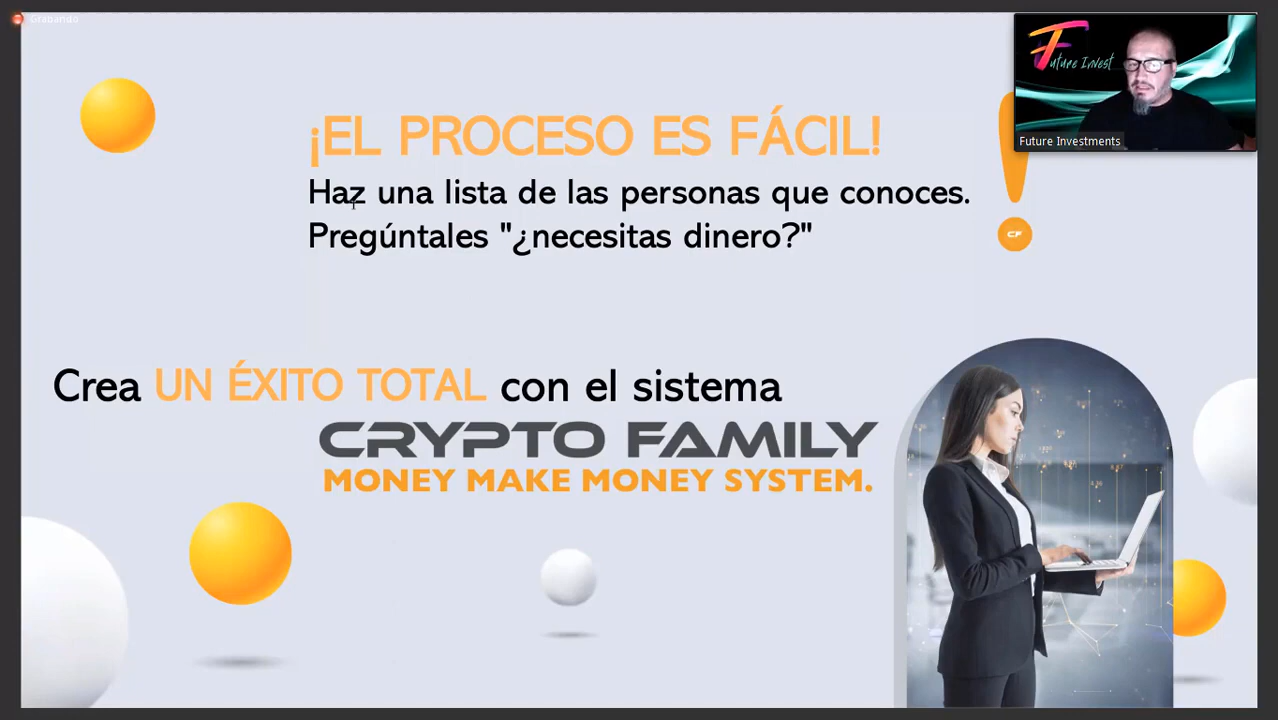 Grabando
Future Invest
Future Investments
¡EL PROCESO ES FÁCIL!
Haz una lista de las personas que conoces.
Pregúntales "¿necesitas dinero?"
CF
Crea UN ÉXITO TOTAL con el sistema
CRYPTO FAMILY
MONEY MAKE MONEY SYSTEM.